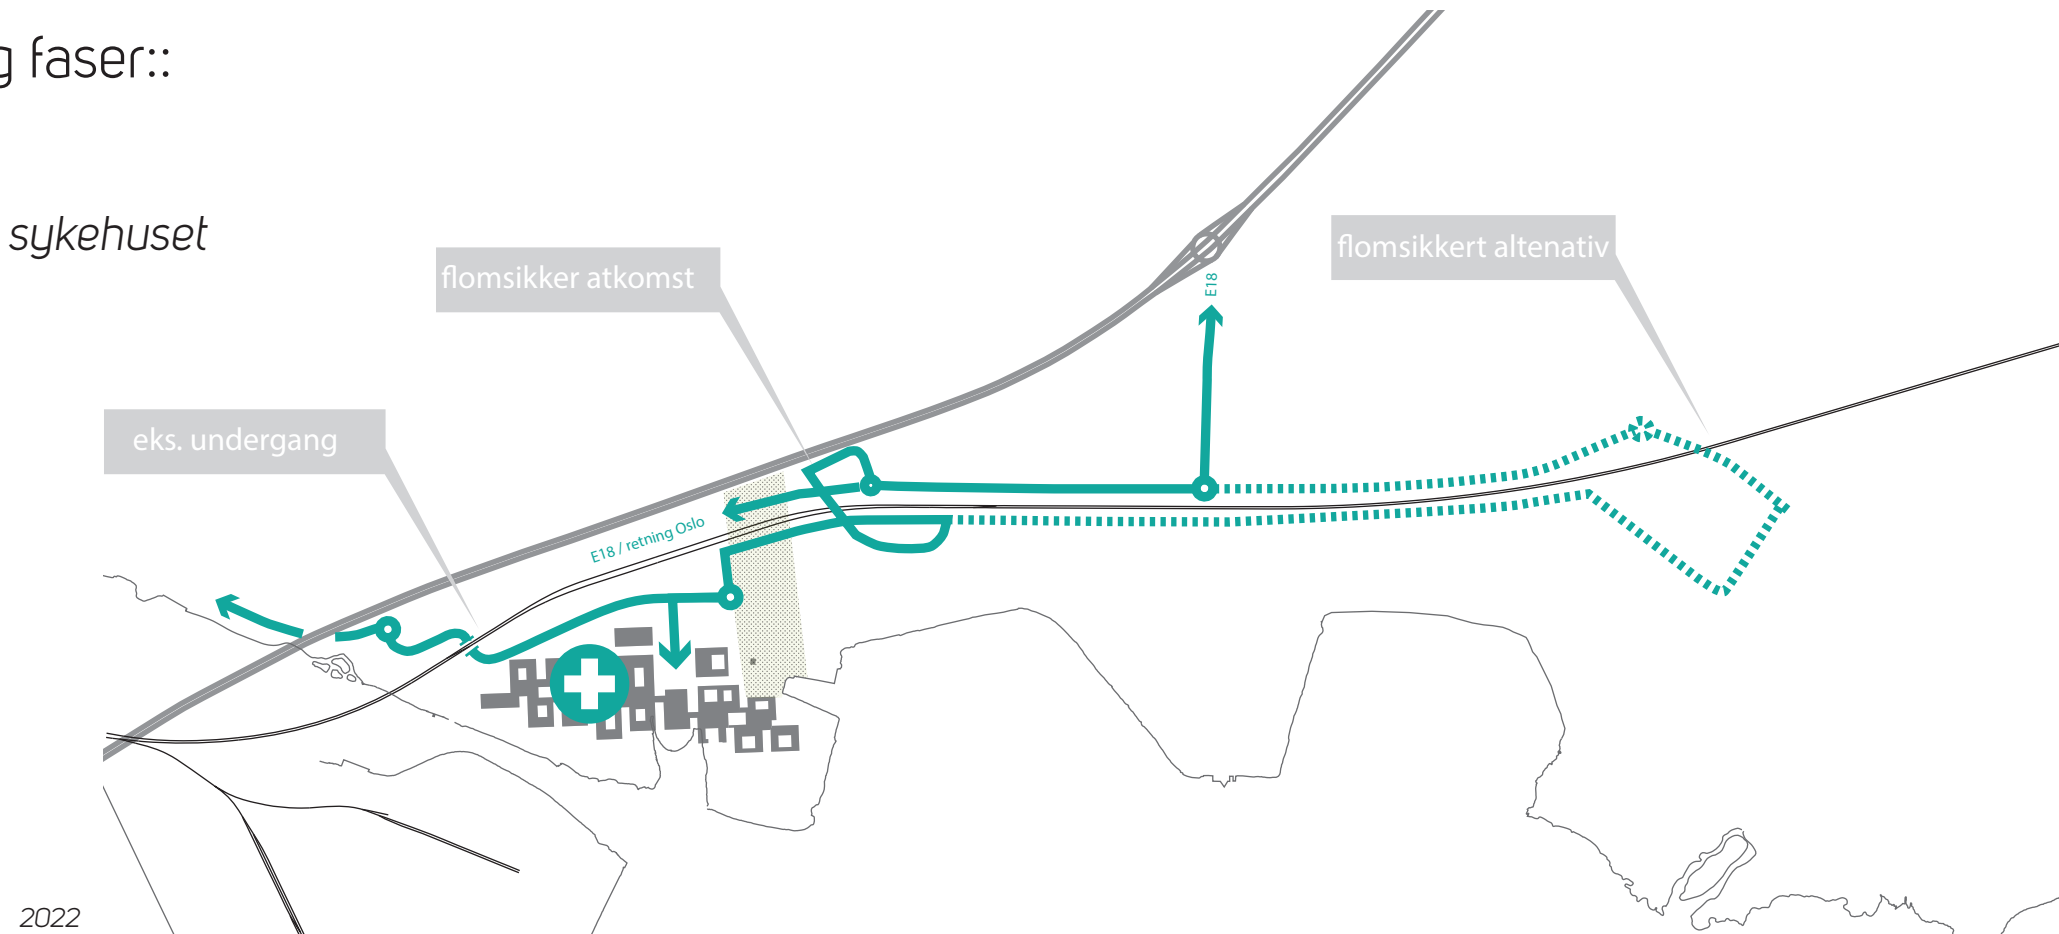 g faser::
sykehuset
flomsikker atkomst
flomsikkert altenativ
E18
eks. undergang
E18 / retning Oslo
2022